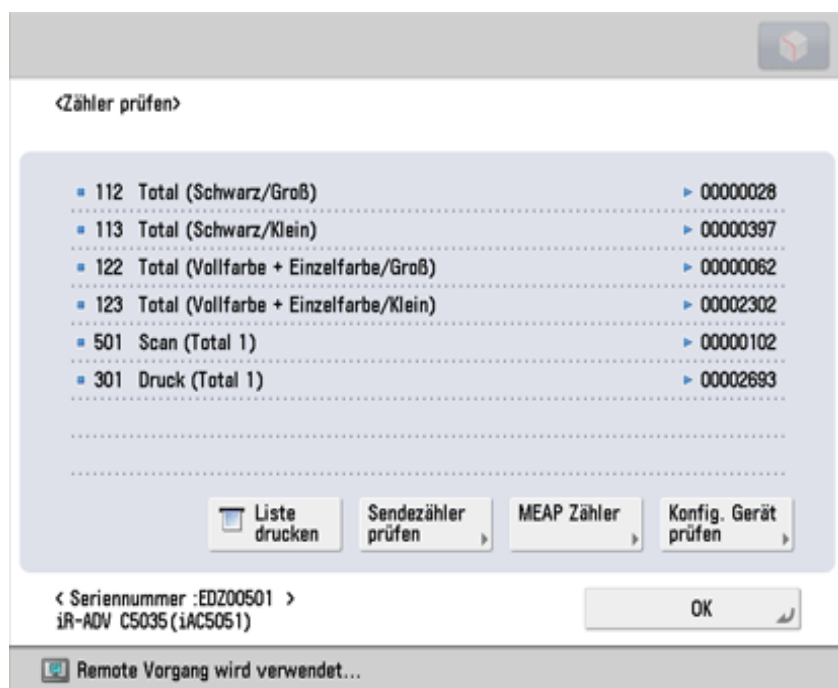 <Zähler prüfen>
112 Total (Schwarz/Groß) 00000028
113 Total (Schwarz/Klein) 00000397
122 Total (Vollfarbe + Einzelfarbe/Groß) 00000062
123 Total (Vollfarbe + Einzelfarbe/Klein) 00002302
501 Scan (Total 1) 00000102
301 Druck (Total 1) 00002693
Liste drucken
Sendezähler prüfen
MEAP Zähler
Konfig. Gerät prüfen
< Seriennummer :EDZ00501 >
iR-ADV C5035(iAC5051)
OK
Remote Vorgang wird verwendet...